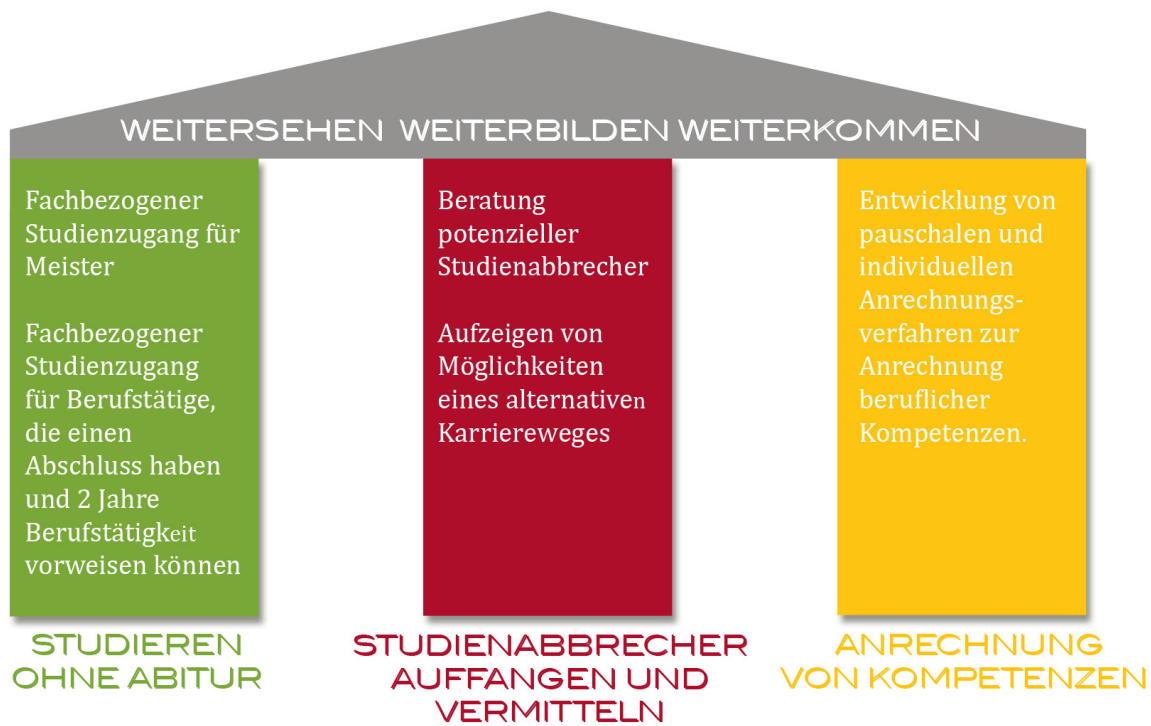 WEITERSEHEN WEITERBILDEN WEITERKOMMEN
Fachbezogener
Studienzugang für
Meister
Fachbezogener
Studienzugang
für Berufstätige,
die einen
Abschluss haben
und 2 Jahre
Berufstätigkeit
vorweisen können
STUDIEREN
OHNE ABITUR
Beratung
potenzieller
Studienabbrecher
Aufzeigen von
Möglichkeiten
eines alternativen
Karriereweges
STUDIENABBRECHER
AUFFANGEN UND
VERMITTELN
Entwicklung von
pauschalen und
individuellen
Anrechnungs-
verfahren zur
Anrechnung
beruflicher
Kompetenzen.
ANRECHNUNG
VON KOMPETENZEN